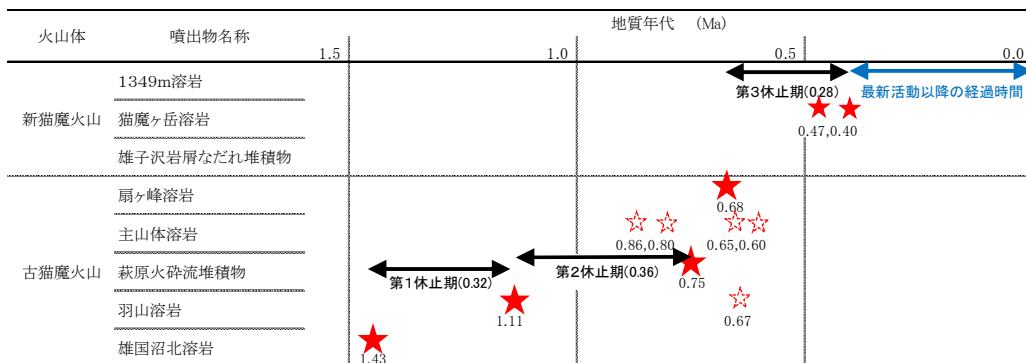 地質年代　(Ma)
火山体 噴出物名称
1.5 1.0 0.5 0.0
1349m溶岩
第3休止期(0.28) 最新活動以降の経過時間
新猫魔火山 猫魔ヶ岳溶岩
0.47,0.40
雄子沢岩屑なだれ堆積物
扇ヶ峰溶岩
0.68
主山体溶岩
0.86,0.80 0.65,0.60
古猫魔火山 萩原火砕流堆積物
第1休止期(0.32) 第2休止期(0.36)
0.75
羽山溶岩
1.11 0.67
雄国沼北溶岩
1.43